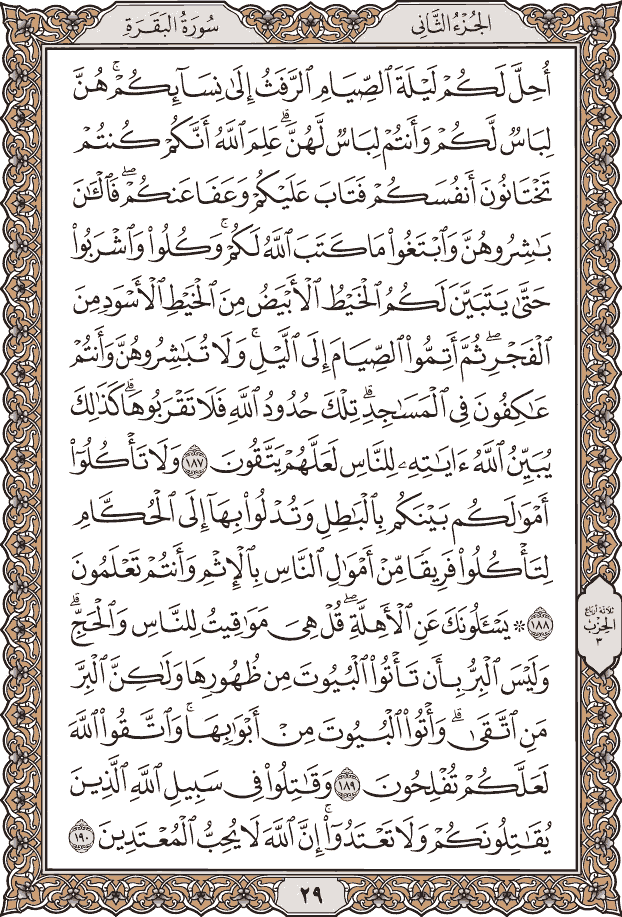 الجُزْءُ الثَّانِي
سُورَةُ البَقَرَةِ
أُحِلَّ لَكُمْ لَيْلَةَ ٱلصِّيَامِ ٱلرَّفَثُ إِلَىٰ نِسَآئِكُمْۚ هُنَّ
لِبَاسٞ لَّكُمْ وَأَنتُمْ لِبَاسٞ لَّهُنَّۗ عَلِمَ ٱللَّهُ أَنَّكُمْ كُنتُمْ
تَخْتَانُونَ أَنفُسَكُمْ فَتَابَ عَلَيْكُمْ وَعَفَا عَنكُمْۖ فَٱلْـَٰٔنَ
بَٰشِرُوهُنَّ وَٱبْتَغُوا۟ مَا كَتَبَ ٱللَّهُ لَكُمْۚ وَكُلُوا۟ وَٱشْرَبُوا۟
حَتَّىٰ يَتَبَيَّنَ لَكُمُ ٱلْخَيْطُ ٱلْأَبْيَضُ مِنَ ٱلْخَيْطِ ٱلْأَسْوَدِ مِنَ
ٱلْفَجْرِۖ ثُمَّ أَتِمُّوا۟ ٱلصِّيَامَ إِلَى ٱلَّيْلِۚ وَلَا تُبَٰشِرُوهُنَّ وَأَنتُمْ
عَٰكِفُونَ فِي ٱلْمَسَٰجِدِۗ تِلْكَ حُدُودُ ٱللَّهِ فَلَا تَقْرَبُوهَاۗ كَذَٰلِكَ
يُبَيِّنُ ٱللَّهُ ءَايَٰتِهِۦ لِلنَّاسِ لَعَلَّهُمْ يَتَّقُونَ ١٨٧ وَلَا تَأْكُلُوٓا۟
أَمْوَٰلَكُم بَيْنَكُم بِٱلْبَٰطِلِ وَتُدْلُوا۟ بِهَآ إِلَى ٱلْحُكَّامِ
لِتَأْكُلُوا۟ فَرِيقٗا مِّنْ أَمْوَٰلِ ٱلنَّاسِ بِٱلْإِثْمِ وَأَنتُمْ تَعْلَمُونَ
١٨٨ ۞ يَسْـَٔلُونَكَ عَنِ ٱلْأَهِلَّةِۖ قُلْ هِيَ مَوَٰقِيتُ لِلنَّاسِ وَٱلْحَجِّۗ
وَلَيْسَ ٱلْبِرُّ بِأَن تَأْتُوا۟ ٱلْبُيُوتَ مِن ظُهُورِهَا وَلَٰكِنَّ ٱلْبِرَّ
مَنِ ٱتَّقَىٰۗ وَأْتُوا۟ ٱلْبُيُوتَ مِنْ أَبْوَٰبِهَاۚ وَٱتَّقُوا۟ ٱللَّهَ
لَعَلَّكُمْ تُفْلِحُونَ ١٨٩ وَقَٰتِلُوا۟ فِي سَبِيلِ ٱللَّهِ ٱلَّذِينَ
يُقَٰتِلُونَكُمْ وَلَا تَعْتَدُوٓا۟ۚ إِنَّ ٱللَّهَ لَا يُحِبُّ ٱلْمُعْتَدِينَ ١٩٠
ثلاثة أرباع
الحزب
٣
٢٩